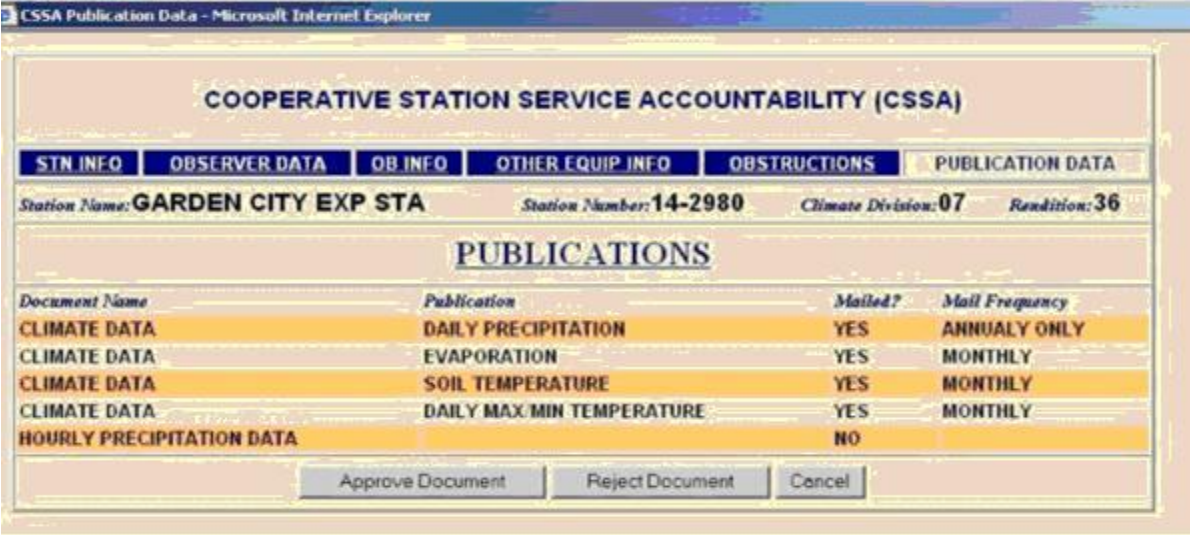 CSSA Publication Data - Microsoft Internet Explorer
COOPERATIVE STATION SERVICE ACCOUNTABILITY (CSSA)
STN INFO OBSERVER DATA OB INFO OTHER EQUIP INFO OBSTRUCTIONS PUBLICATION DATA
Station Name: GARDEN CITY EXP STA Station Number: 14-2980 Climate Division: 07 Rendition: 36
PUBLICATIONS
Document Name Publication Mailed? Mail Frequency
CLIMATE DATA DAILY PRECIPITATION YES ANNUALY ONLY
CLIMATE DATA EVAPORATION YES MONTHLY
CLIMATE DATA SOIL TEMPERATURE YES MONTHLY
CLIMATE DATA DAILY MAX/MIN TEMPERATURE YES MONTHLY
HOURLY PRECIPITATION DATA NO
Approve Document Reject Document Cancel